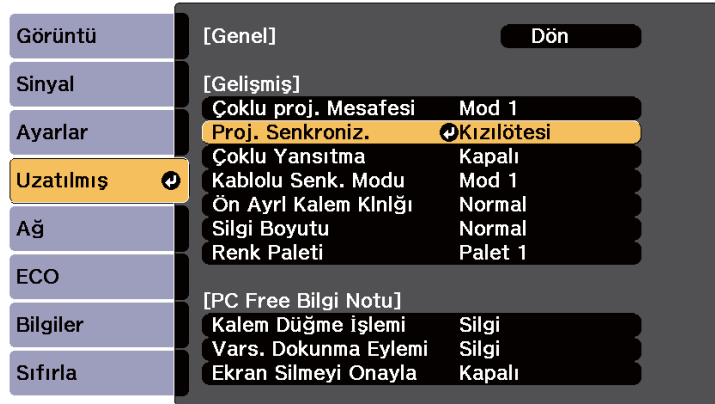 Görüntü
Sinyal
Ayarlar
Uzatılmış
Ağ
ECO
Bilgiler
Sıfırla
[Genel] Dön
[Gelişmiş]
Çoklu proj. Mesafesi Mod 1
Proj. Senkroniz. Kızılötesi
Çoklu Yansıtma Kapalı
Kablolu Senk. Modu Mod 1
Ön Ayrl Kalem Klnlğı Normal
Silgi Boyutu Normal
Renk Paleti Palet 1
[PC Free Bilgi Notu]
Kalem Düğme İşlemi Silgi
Vars. Dokunma Eylemi Silgi
Ekran Silmeyi Onayla Kapalı